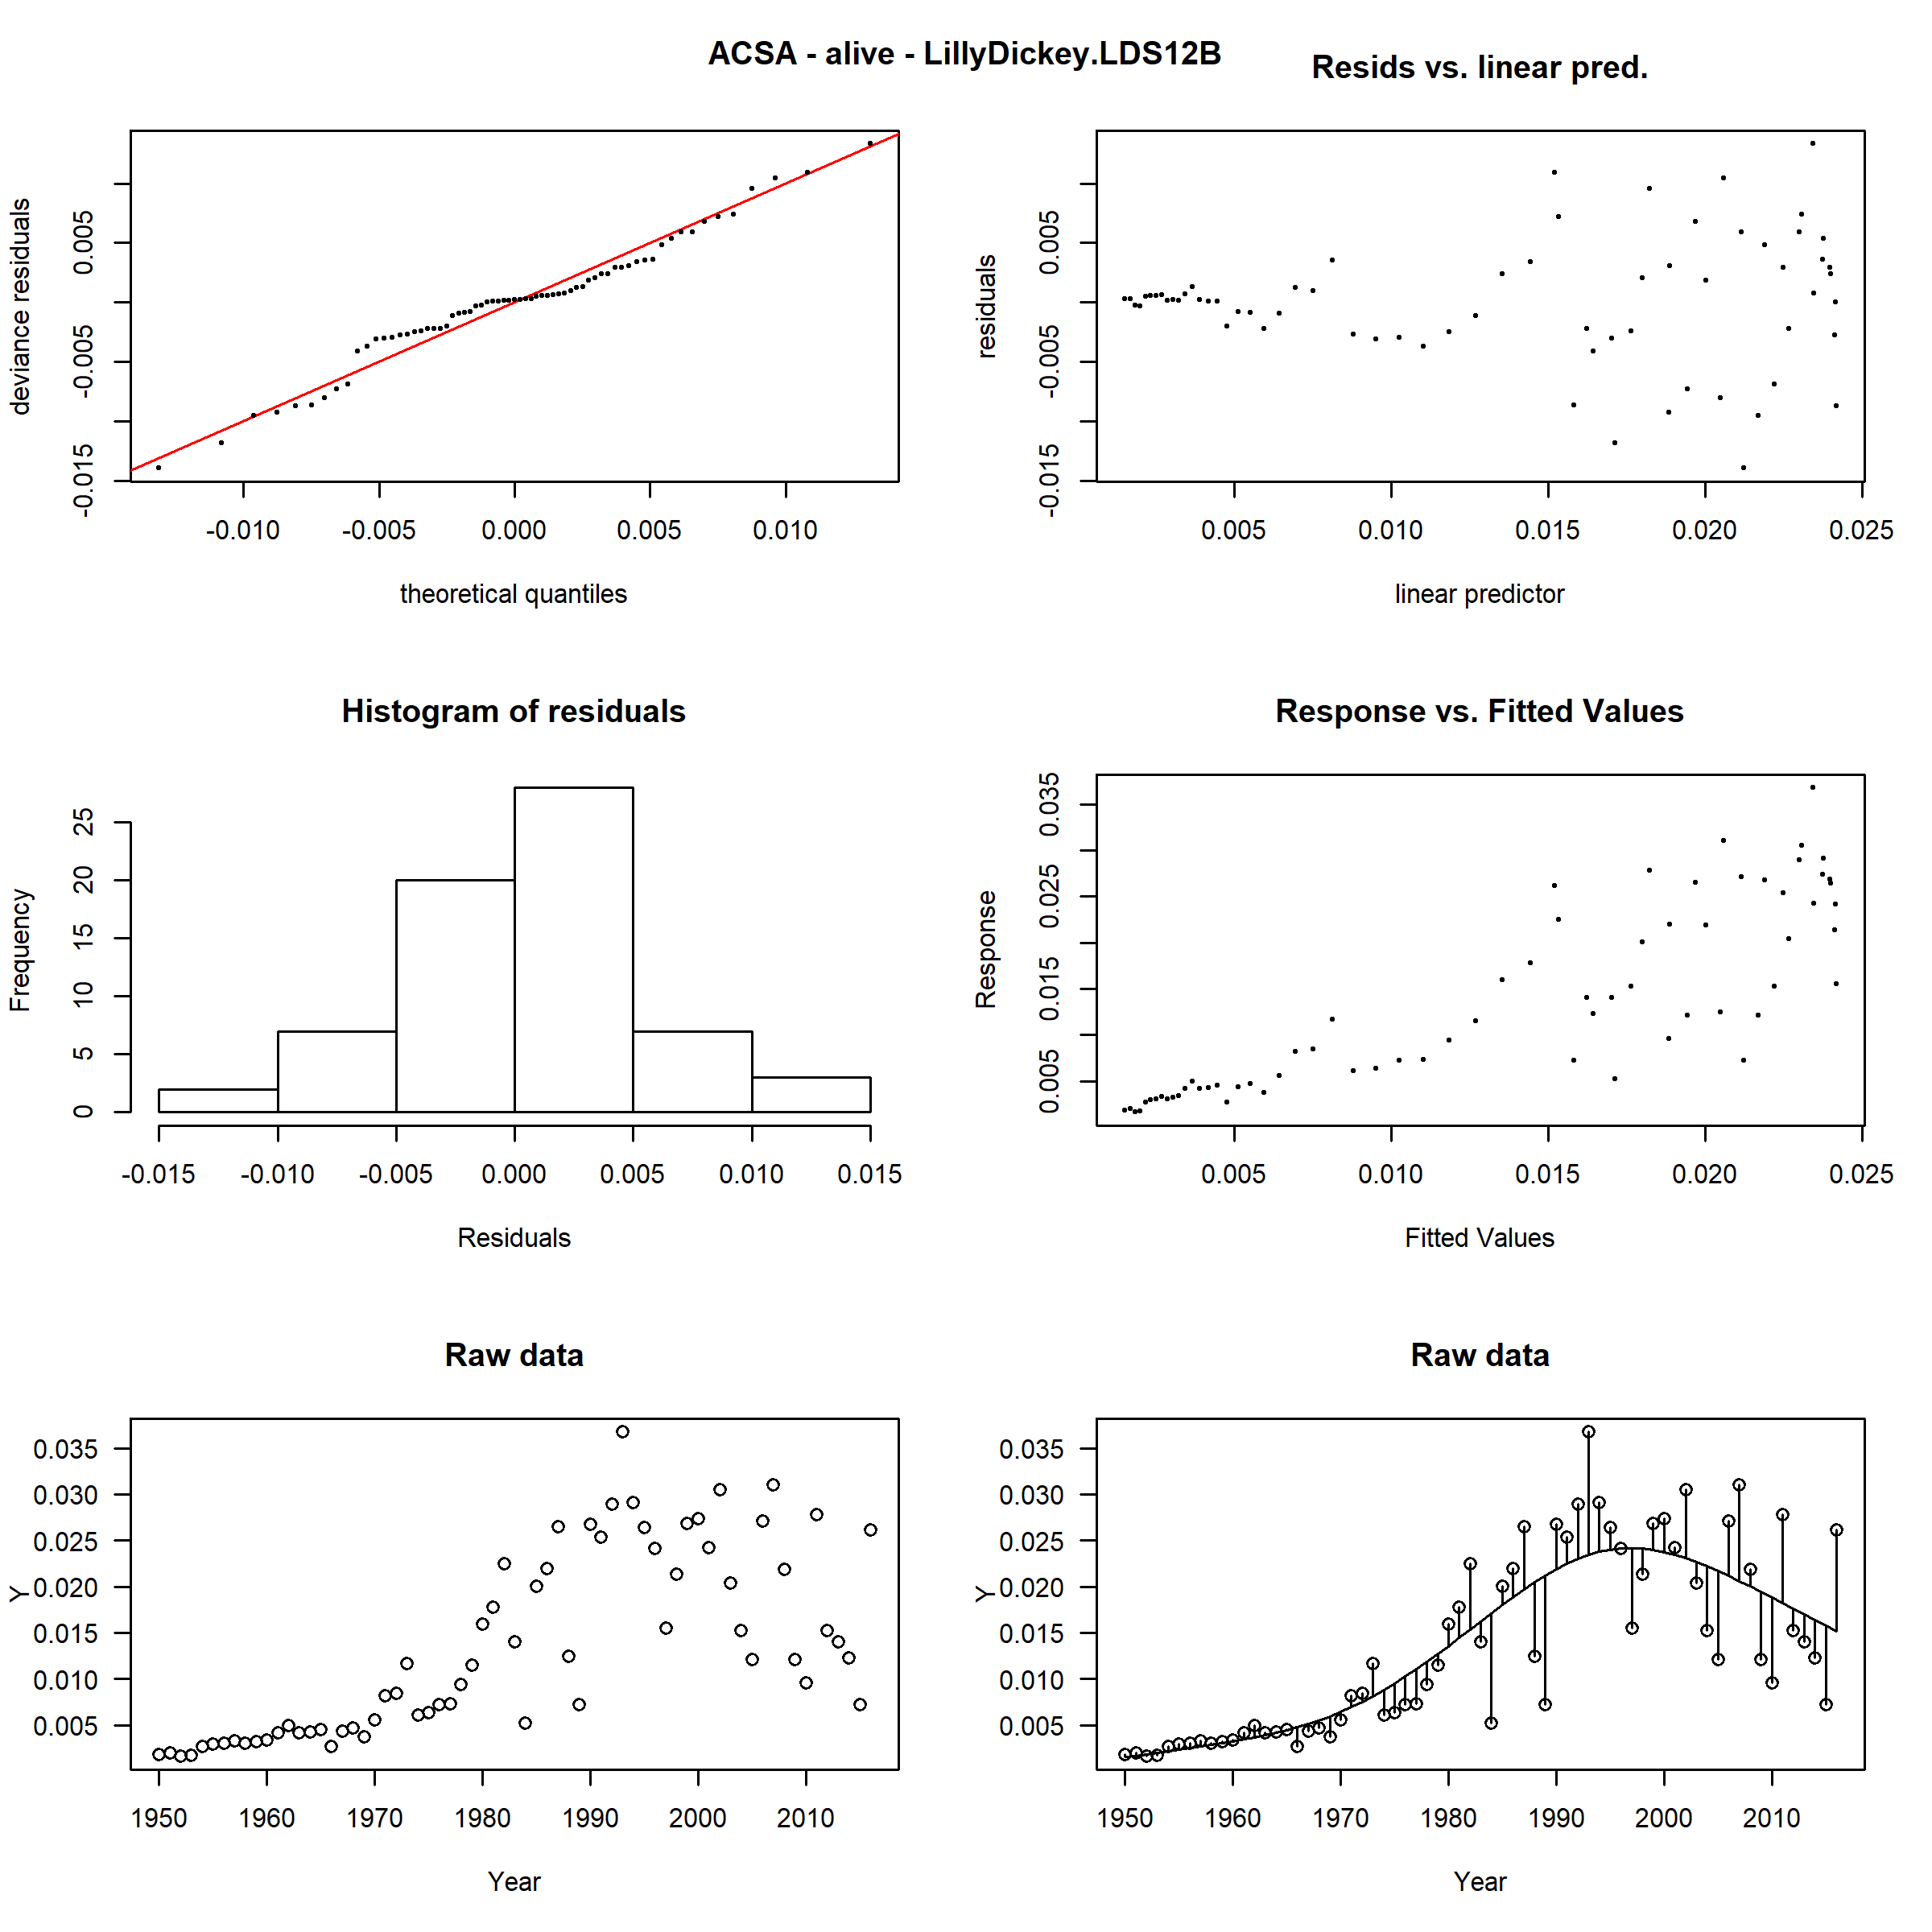 ACSA - alive - LillyDickey.LDS12B
Resids vs. linear pred.
deviance residuals
-0.015 -0.005 0.005
-0.010 -0.005 0.000 0.005 0.010
theoretical quantiles
residuals
-0.015 -0.005 0.005
0.005 0.010 0.015 0.020 0.025
linear predictor
Histogram of residuals
Frequency
0 5 10 15 20 25
-0.015 -0.010 -0.005 0.000 0.005 0.010 0.015
Residuals
Response vs. Fitted Values
Response
0.005 0.015 0.025 0.035
0.005 0.010 0.015 0.020 0.025
Fitted Values
Raw data
Y
0.035
0.030
0.025
0.020
0.015
0.010
0.005
1950 1960 1970 1980 1990 2000 2010
Year
Raw data
Y
0.035
0.030
0.025
0.020
0.015
0.010
0.005
1950 1960 1970 1980 1990 2000 2010
Year